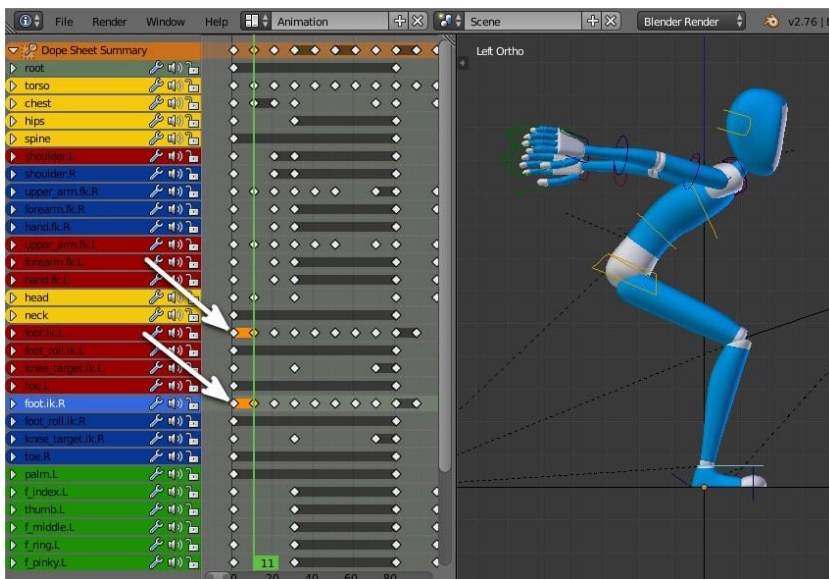 File Render Window Help Animation Scene Blender Render v2.76
Dope Sheet Summary
Left Ortho
root
torso
chest
hips
spine
shoulder.L
shoulder.R
upper_arm.fk.R
forearm.fk.R
hand.fk.R
upper_arm.fk.L
forearm.fk.L
hand.fk.L
head
neck
foot.ik.L
foot_roll.ik.L
knee_target.ik.L
toe.L
foot.ik.R
foot_roll.ik.R
knee_target.ik.R
toe.R
palm.L
f_index.L
thumb.L
f_middle.L
f_ring.L
f_pinky.L
11
0 20 40 60 80